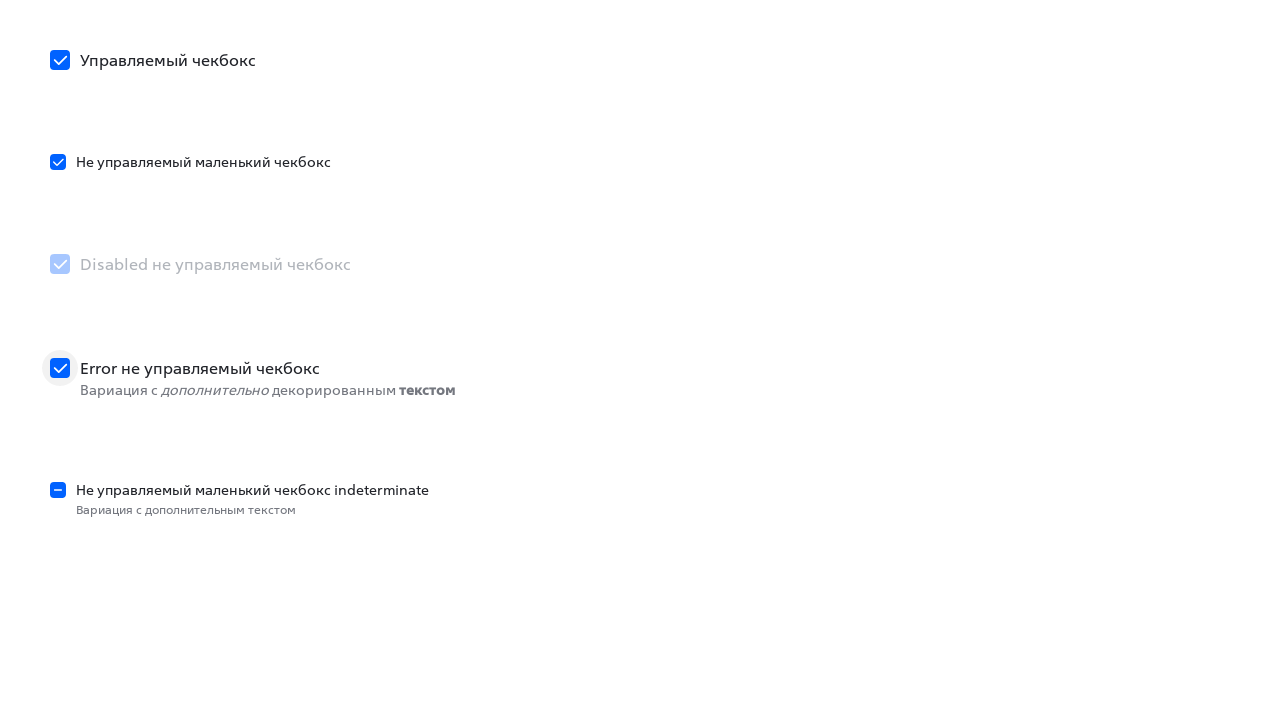 Управляемый чекбокс
Не управляемый маленький чекбокс
Disabled не управляемый чекбокс
Error не управляемый чекбокс
Вариация с дополнительно декорированным текстом
Не управляемый маленький чекбокс indeterminate
Вариация с дополнительным текстом